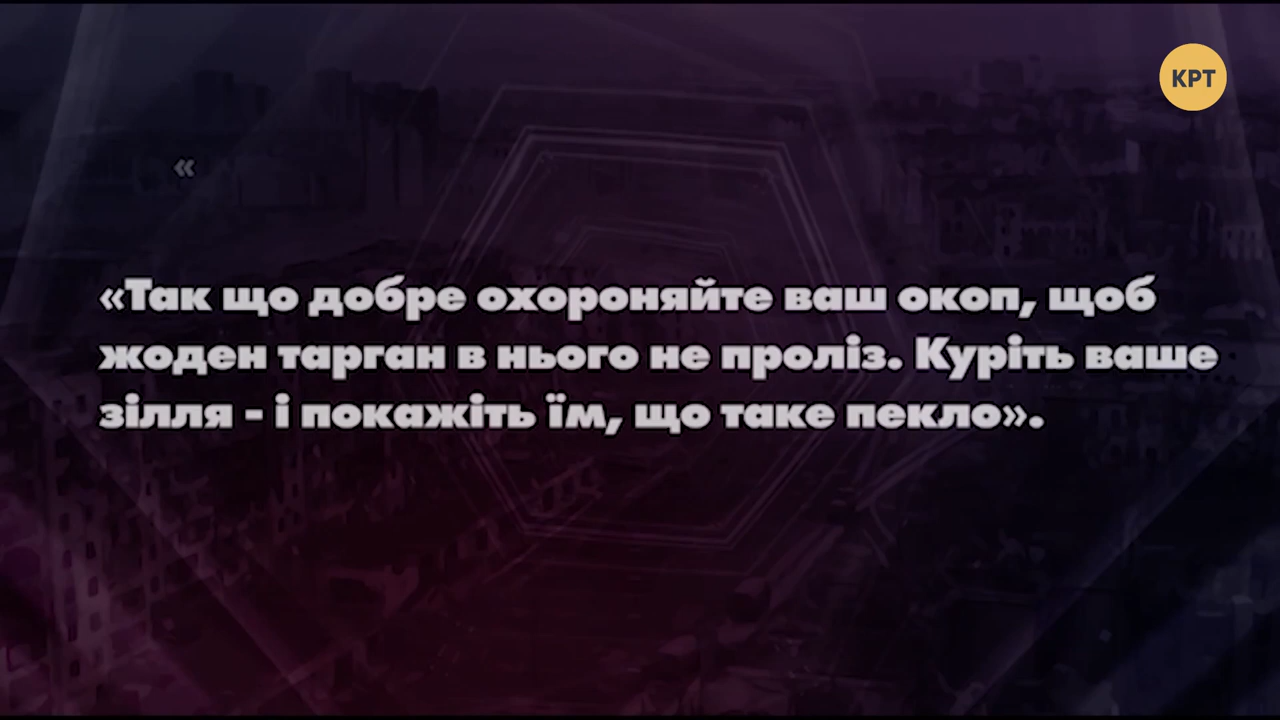 КРТ
«
«Так що добре охороняйте ваш окоп, щоб
жоден тарган в нього не проліз. Куріть ваше
зілля - і покажіть їм, що таке пекло».